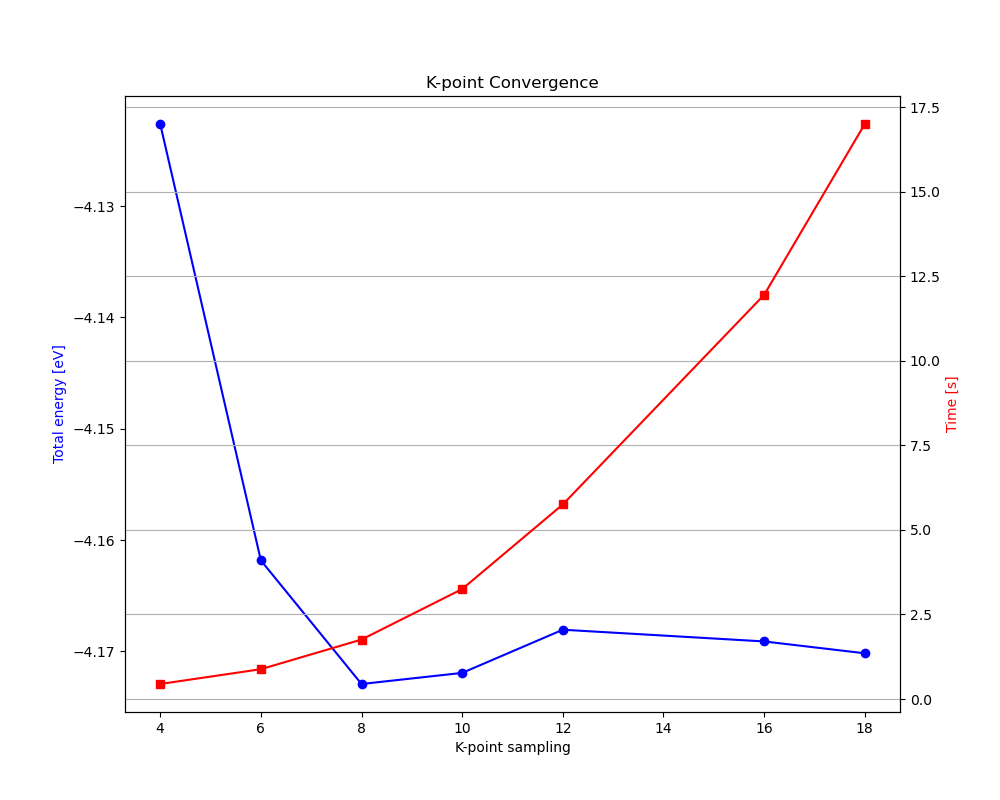 K-point Convergence
Total energy [eV]
−4.13
−4.14
−4.15
−4.16
−4.17
17.5
15.0
12.5
10.0
7.5
5.0
2.5
0.0
Time [s]
4 6 8 10 12 14 16 18
K-point sampling